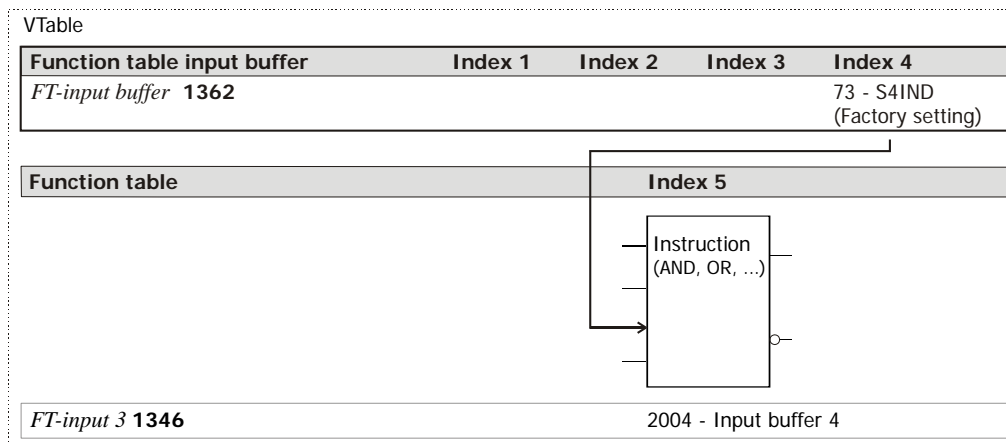 VTable
Function table input buffer Index 1 Index 2 Index 3 Index 4
FT-input buffer 1362 73 - S4IND
(Factory setting)
Function table Index 5
Instruction
(AND, OR, ...)
FT-input 3 1346 2004 - Input buffer 4